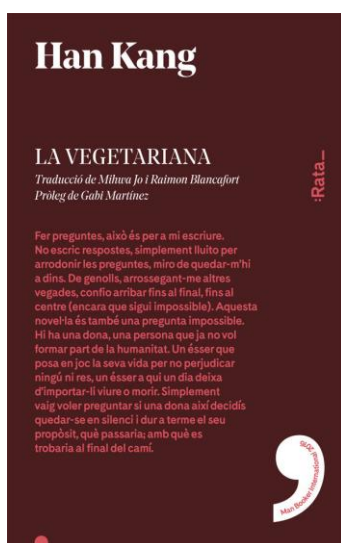 Han Kang
LA VEGETARIANA
Traducció de Mihwa Jo i Raimon Blancafort
Pròleg de Gabi Martínez
:Rata_
Fer preguntes, això és per a mi escriure.
No escric respostes, simplement lluito per
arrodonir les preguntes, miro de quedar-m'hi
a dins. De genolls, arrossegant-me altres
vegades, confio arribar fins al final, fins al
centre (encara que sigui impossible). Aquesta
novel·la és també una pregunta impossible.
Hi ha una dona, una persona que ja no vol
formar part de la humanitat. Un ésser que
posa en joc la seva vida per no perjudicar
ningú ni res, un ésser a qui un dia deixa
d'importar-li viure o morir. Simplement
vaig voler preguntar si una dona així decidís
quedar-se en silenci i dur a terme el seu
propòsit, què passaria; amb què es
trobaria al final del camí.
Man Booker International 2016